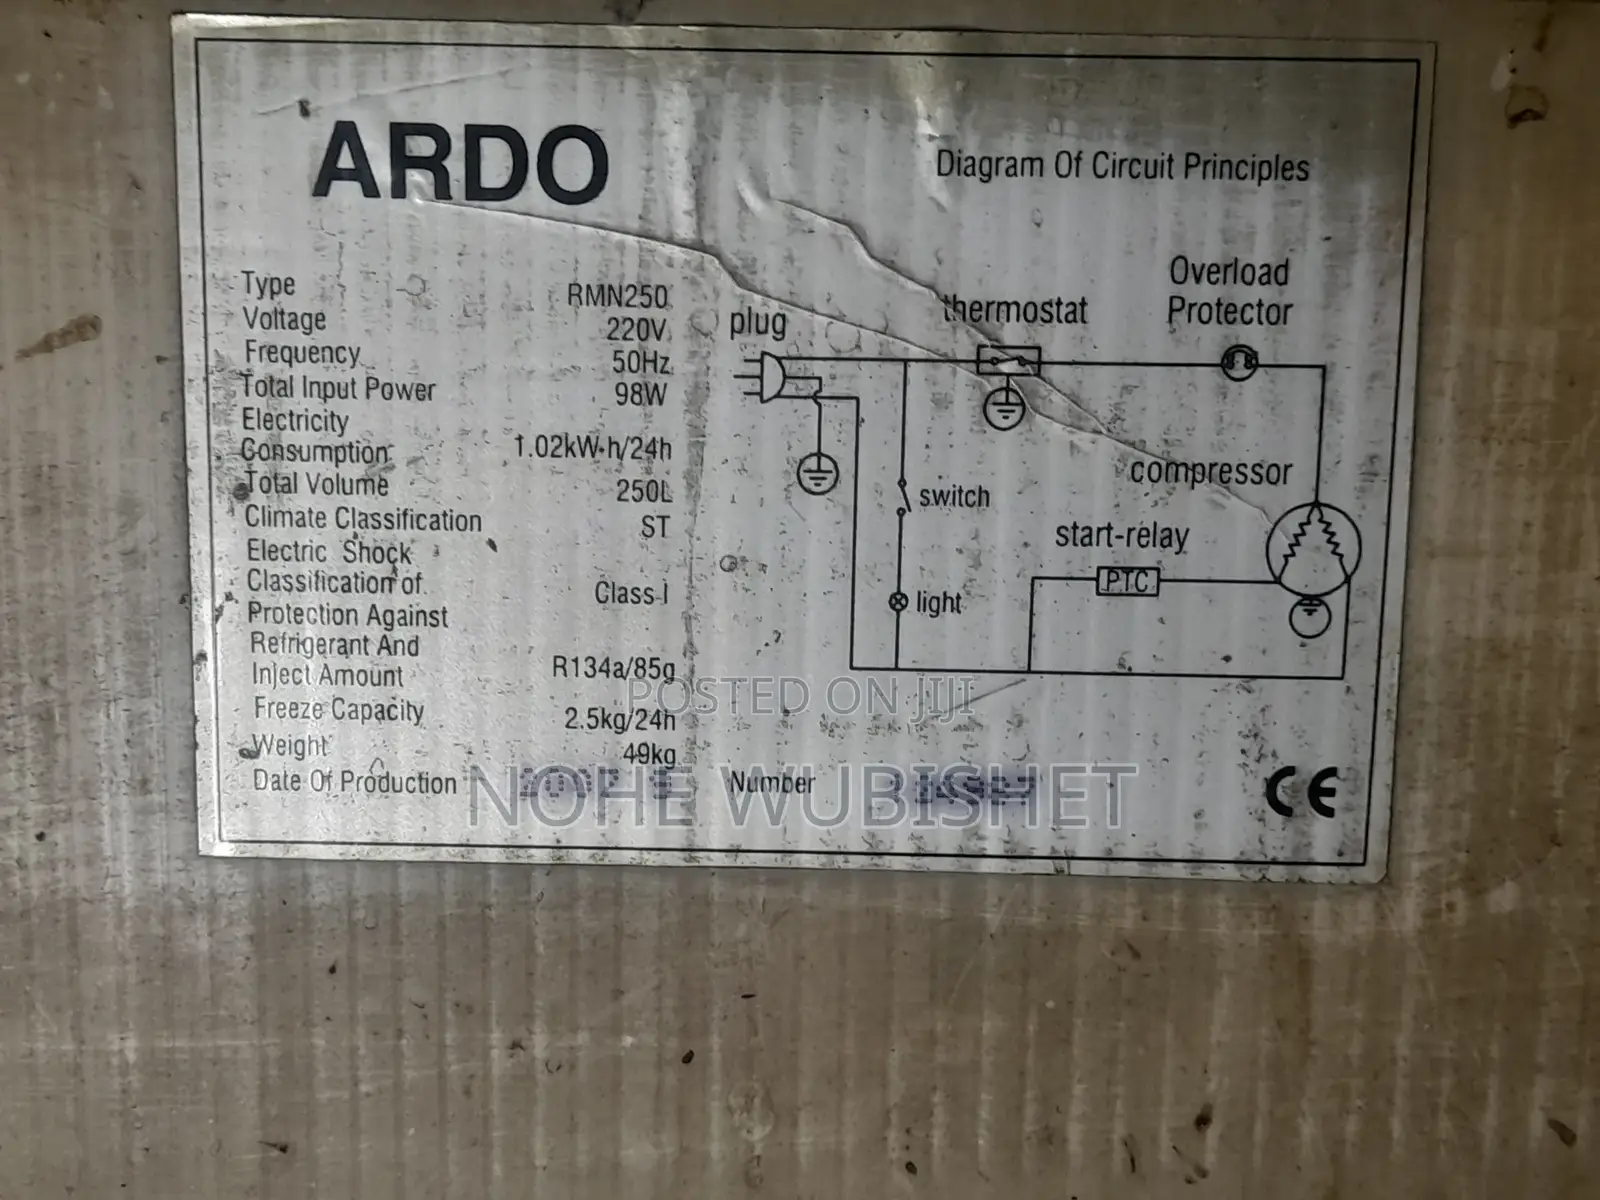 ARDO
Diagram Of Circuit Principles
Type RMN250
Voltage 220V
Frequency 50Hz
Total Input Power 98W
Electricity
Consumption 1.02kW·h/24h
Total Volume 250L
Climate Classification ST
Electric Shock
Classification of Class I
Protection Against
Refrigerant And
Inject Amount R134a/85g
Freeze Capacity 2.5kg/24h
Weight 49kg
Date Of Production
Number
CE
plug
thermostat
Overload
Protector
compressor
switch
start-relay
PTC
light
POSTED ON JIJI
NOHE WUBISHET